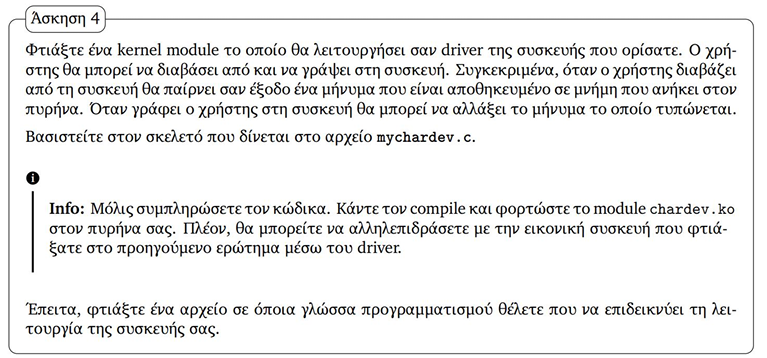 Άσκηση 4
Φτιάξτε ένα kernel module το οποίο θα λειτουργήσει σαν driver της συσκευής που ορίσατε. Ο χρή-
στης θα μπορεί να διαβάσει από και να γράψει στη συσκευή. Συγκεκριμένα, όταν ο χρήστης διαβάζει
από τη συσκευή θα παίρνει σαν έξοδο ένα μήνυμα που είναι αποθηκευμένο σε μνήμη που ανήκει στον
πυρήνα. Όταν γράφει ο χρήστης στη συσκευή θα μπορεί να αλλάξει το μήνυμα το οποίο τυπώνεται.
Βασιστείτε στον σκελετό που δίνεται στο αρχείο mychardev.c.
Info: Μόλις συμπληρώσετε τον κώδικα. Κάντε τον compile και φορτώστε το module chardev.ko
στον πυρήνα σας. Πλέον, θα μπορείτε να αλληλεπιδράσετε με την εικονική συσκευή που φτιά-
ξατε στο προηγούμενο ερώτημα μέσω του driver.
Έπειτα, φτιάξτε ένα αρχείο σε όποια γλώσσα προγραμματισμού θέλετε που να επιδεικνύει τη λει-
τουργία της συσκευής σας.